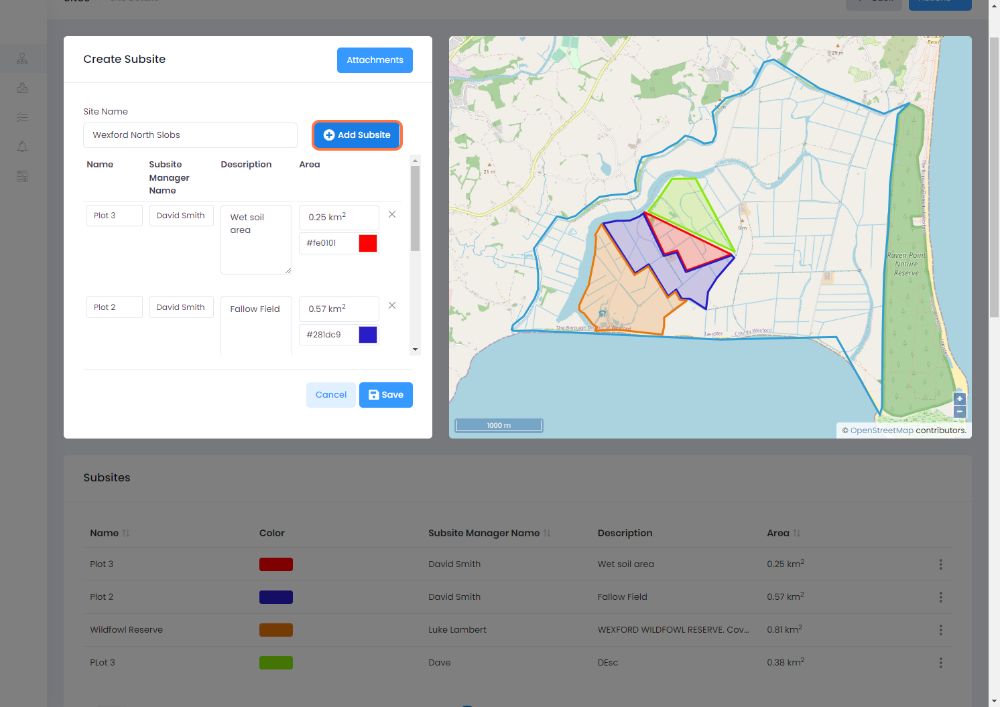 Create Subsite
Attachments
Site Name
Wexford North Slobs
Add Subsite
Name
Subsite Manager Name
Description
Area
Plot 3
David Smith
Wet soil
area
0.25 km²
#fe0101
Plot 2
David Smith
Fallow Field
0.57 km²
#281dc9
Cancel
Save
29 m
Beach
21 m
9 m
The Borough District of Wexford
Raven Point
Nature
Reserve
The Borough District of Wexford
Leinster
County Wexford
County Wexford
Leinster
+
−
1000 m
© OpenStreetMap contributors.
Subsites
Name
Color
Subsite Manager Name
Description
Area
Plot 3
David Smith
Wet soil area
0.25 km²
Plot 2
David Smith
Fallow Field
0.57 km²
Wildfowl Reserve
Luke Lambert
WEXFORD WILDFOWL RESERVE. Cov...
0.81 km²
PLot 3
Dave
DEsc
0.38 km²